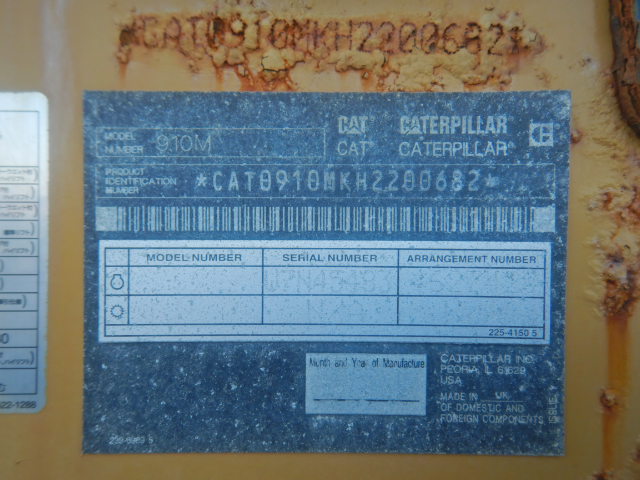 *CAT0910MKH2200682*
MODEL NUMBER 910M
CAT CATERPILLAR
CAT CATERPILLAR
PRODUCT IDENTIFICATION NUMBER *CAT0910MKH2200682*
MODEL NUMBER SERIAL NUMBER ARRANGEMENT NUMBER
225-4150 5
Month and Year of Manufacture
CATERPILLAR INC.
PEORIA, IL 61629
USA
MADE IN UK
OF DOMESTIC AND
FOREIGN COMPONENTS